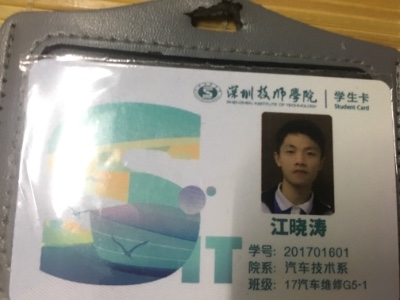 深圳技师学院 学生卡
SHENZHEN INSTITUTE OF TECHNOLOGY Student Card
SIT
江晓涛
学号: 201701601
院系: 汽车技术系
班级: 17汽车维修G5-1